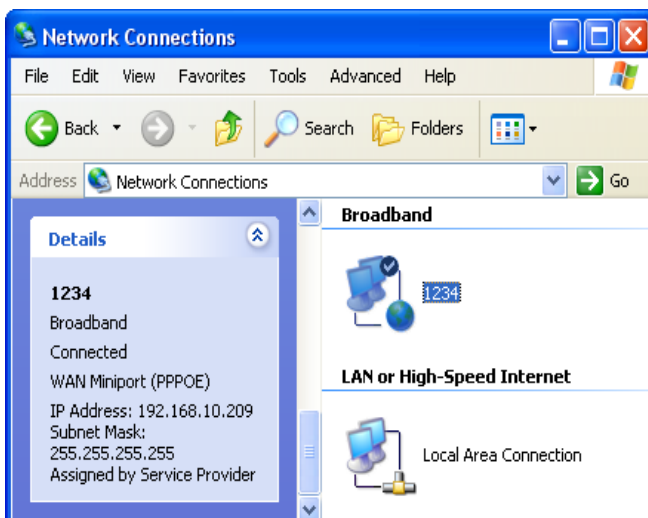 Network Connections
File Edit View Favorites Tools Advanced Help
Back Search Folders
Address Network Connections Go
Details
1234
Broadband
Connected
WAN Miniport (PPPOE)
IP Address: 192.168.10.209
Subnet Mask:
255.255.255.255
Assigned by Service Provider
Broadband
1234
LAN or High-Speed Internet
Local Area Connection